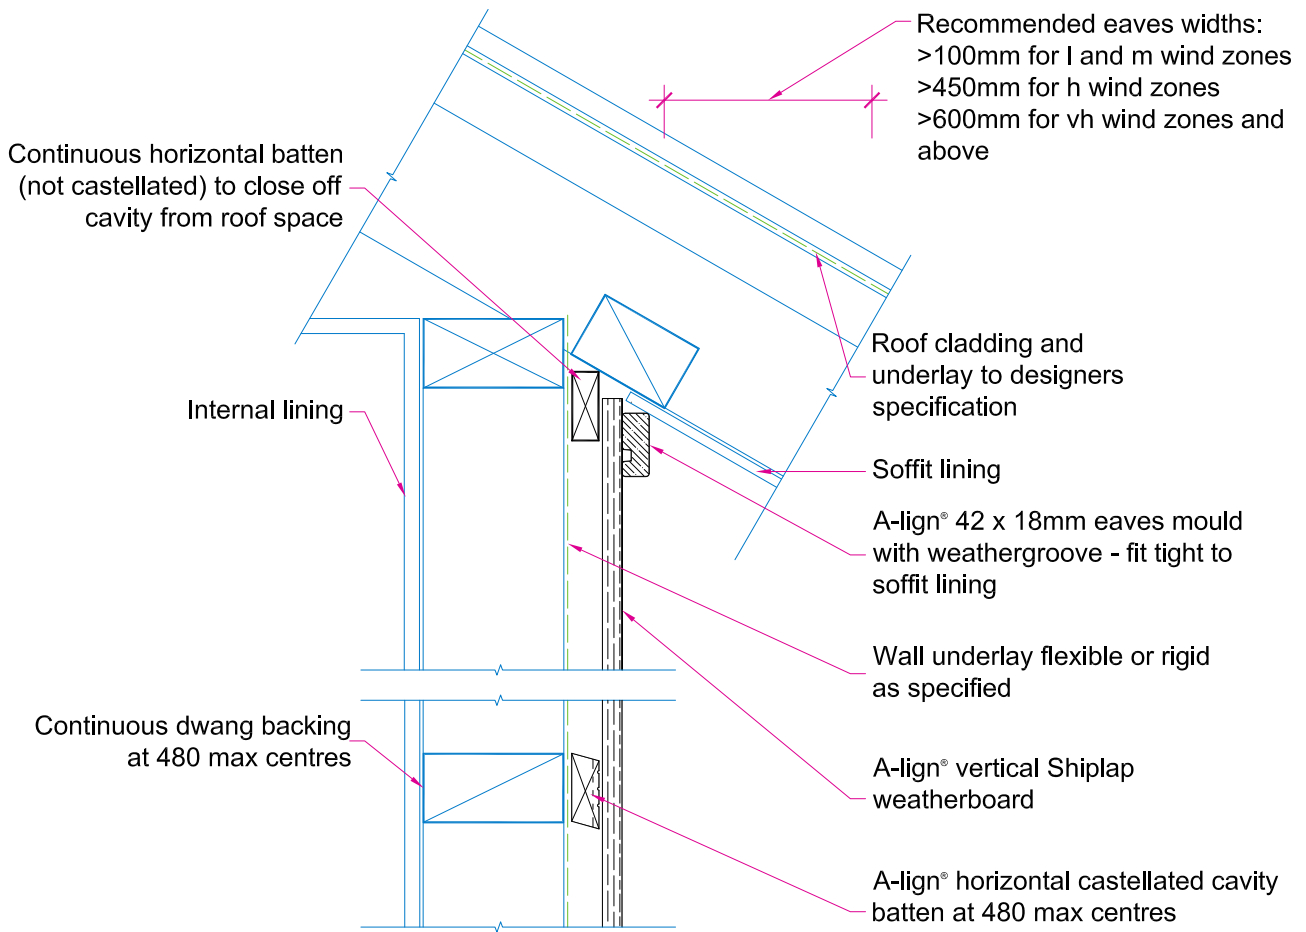 Recommended eaves widths:
>100mm for l and m wind zones
>450mm for h wind zones
>600mm for vh wind zones and
above
Continuous horizontal batten
(not castellated) to close off
cavity from roof space
Roof cladding and
underlay to designers
specification
Internal lining
Soffit lining
A-lign® 42 x 18mm eaves mould
with weathergroove - fit tight to
soffit lining
Wall underlay flexible or rigid
as specified
Continuous dwang backing
at 480 max centres
A-lign® vertical Shiplap
weatherboard
A-lign® horizontal castellated cavity
batten at 480 max centres